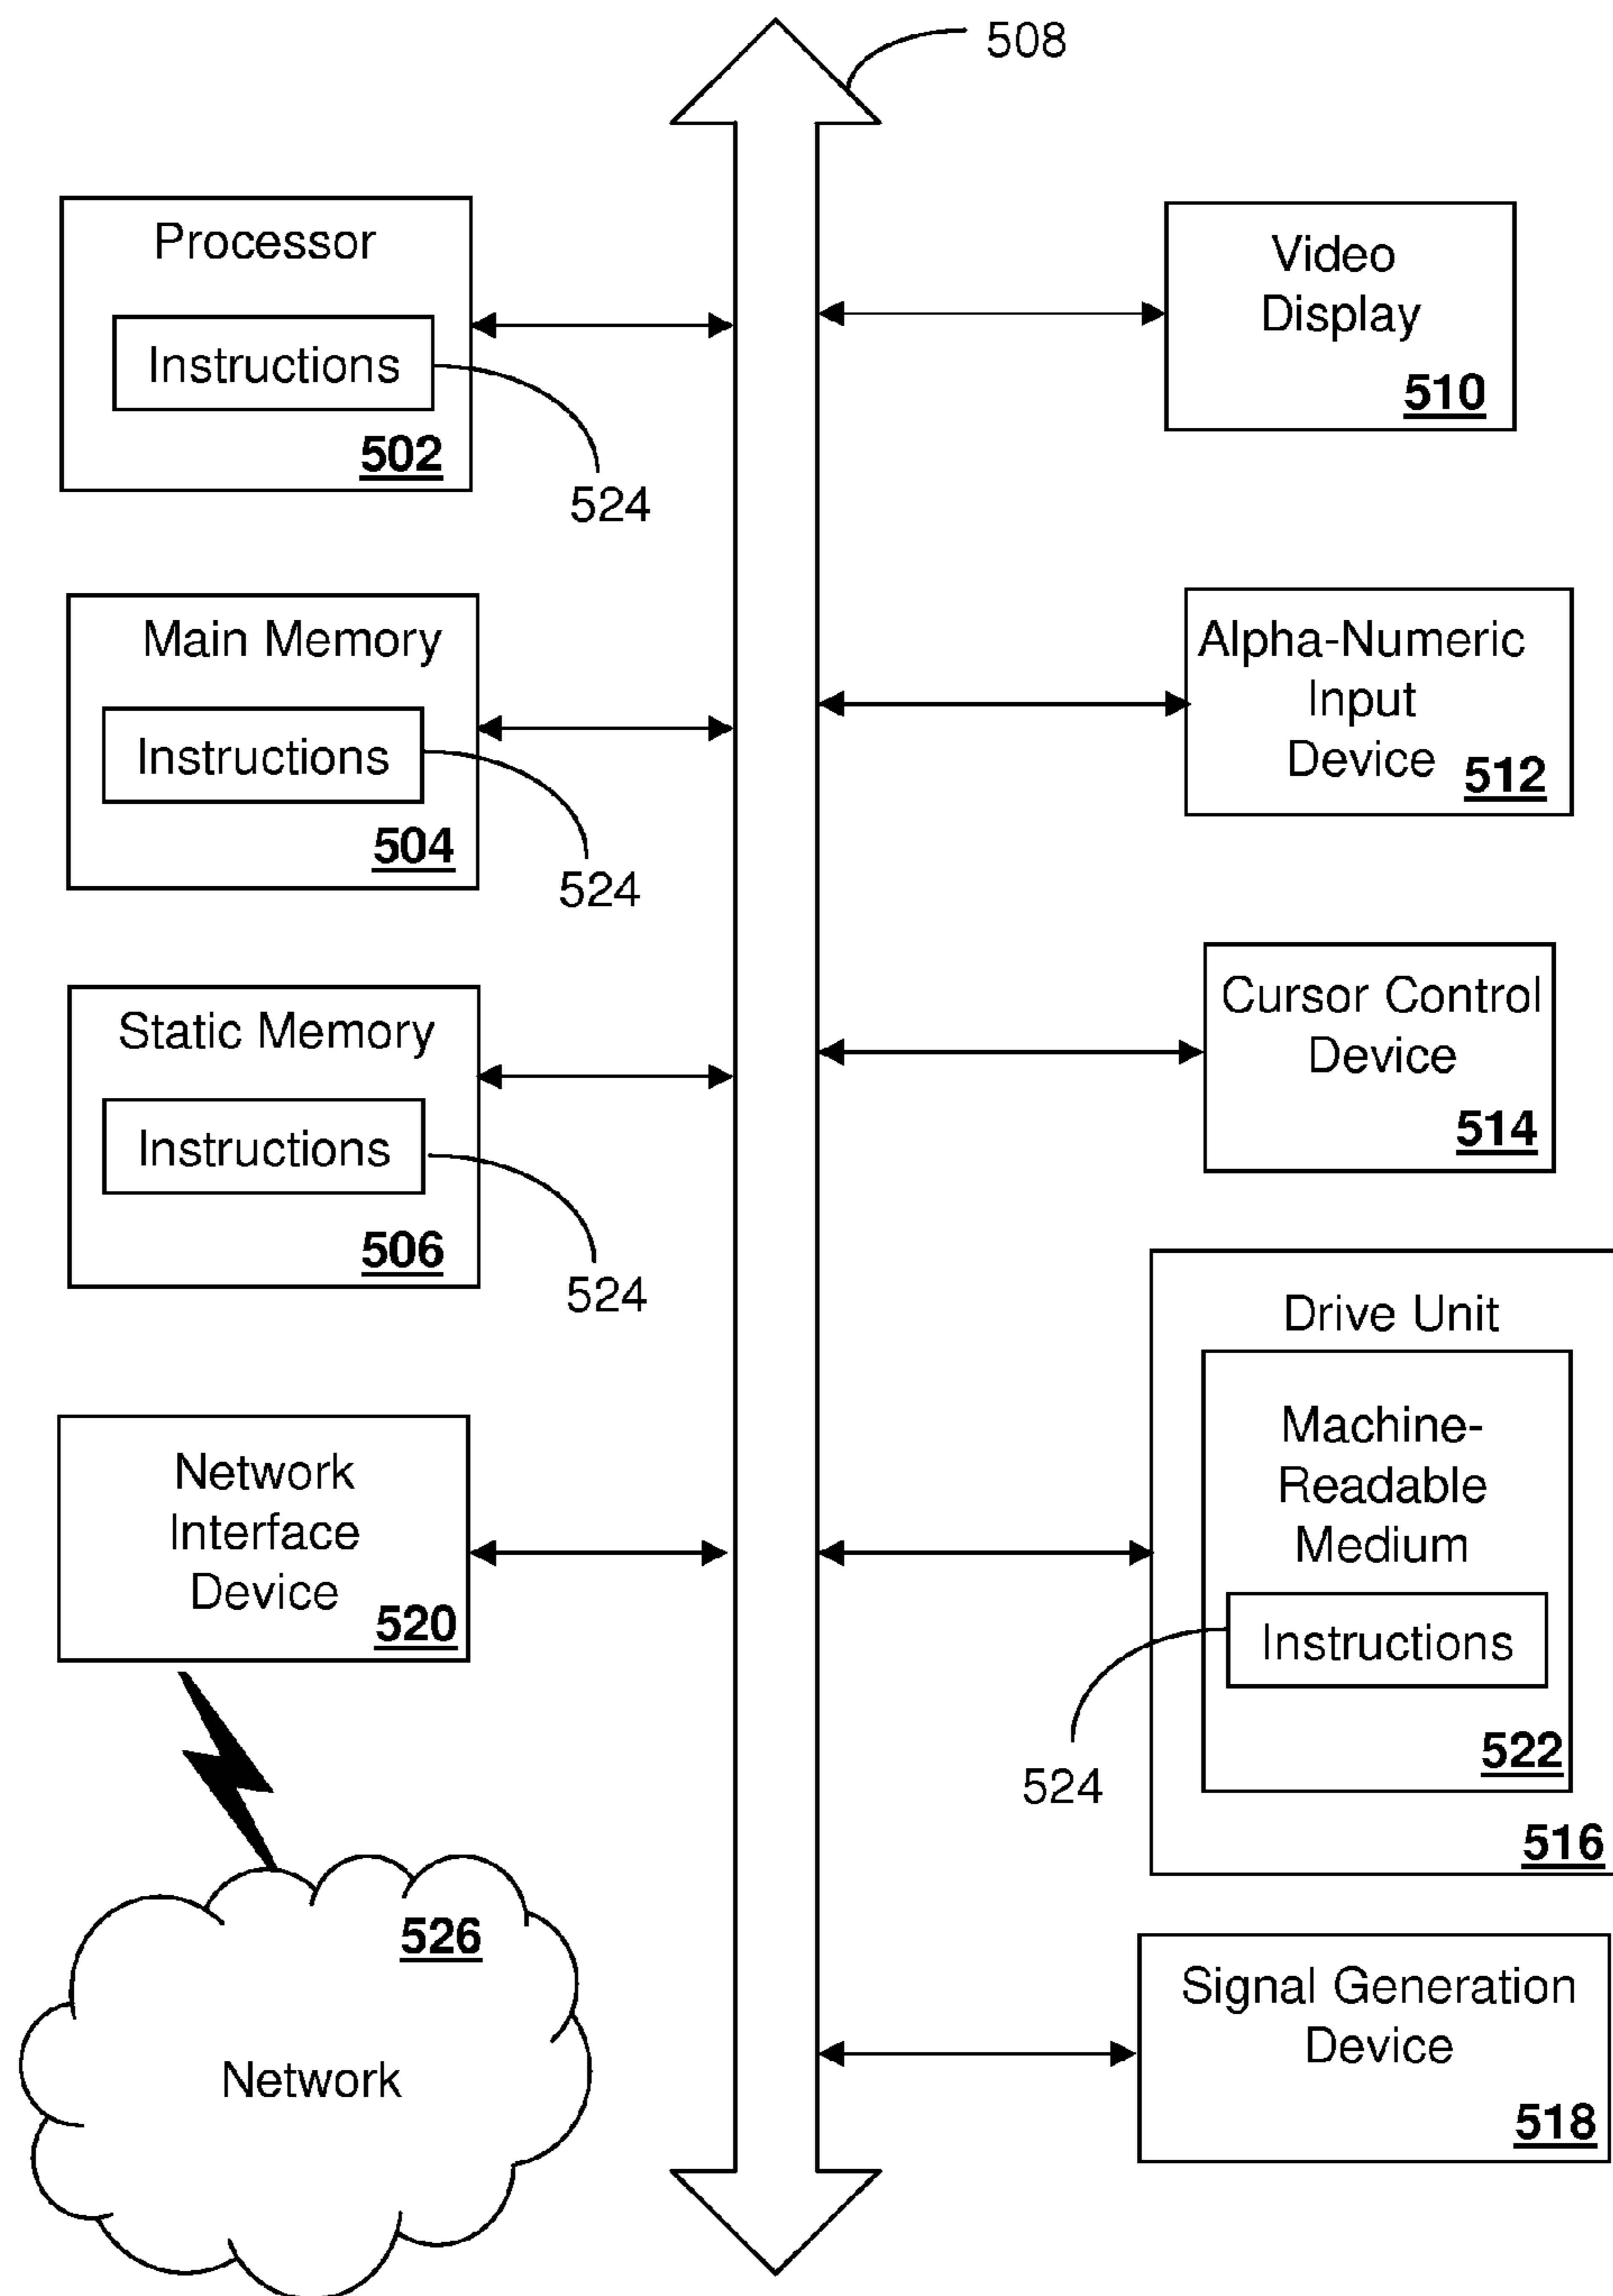 508
Processor
Instructions
502
524
Main Memory
Instructions
504
524
Static Memory
Instructions
506
524
Network
Interface
Device
520
526
Network
Video
Display
510
Alpha-Numeric
Input
Device
512
Cursor Control
Device
514
Drive Unit
Machine-
Readable
Medium
Instructions
522
524
516
Signal Generation
Device
518